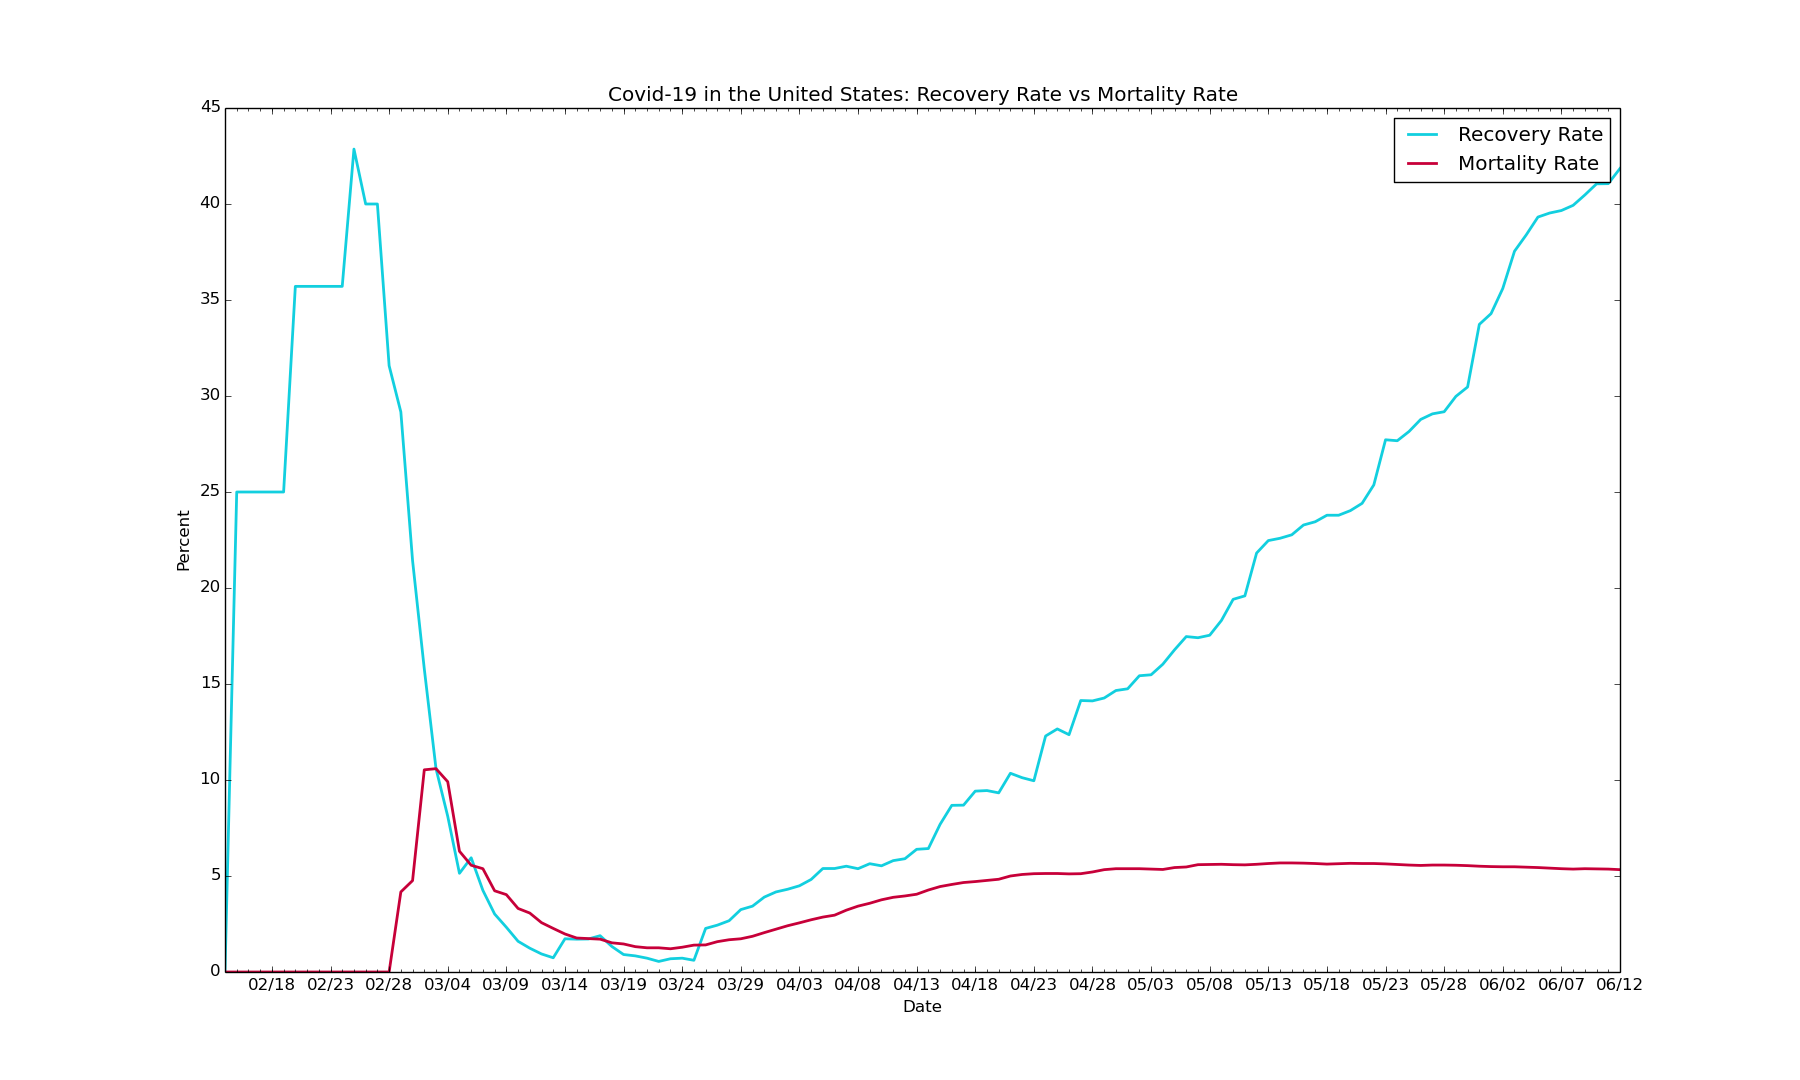 Covid-19 in the United States: Recovery Rate vs Mortality Rate
Recovery Rate
Mortality Rate
45
40
35
30
25
20
15
10
5
0
Percent
02/18 02/23 02/28 03/04 03/09 03/14 03/19 03/24 03/29 04/03 04/08 04/13 04/18 04/23 04/28 05/03 05/08 05/13 05/18 05/23 05/28 06/02 06/07 06/12
Date